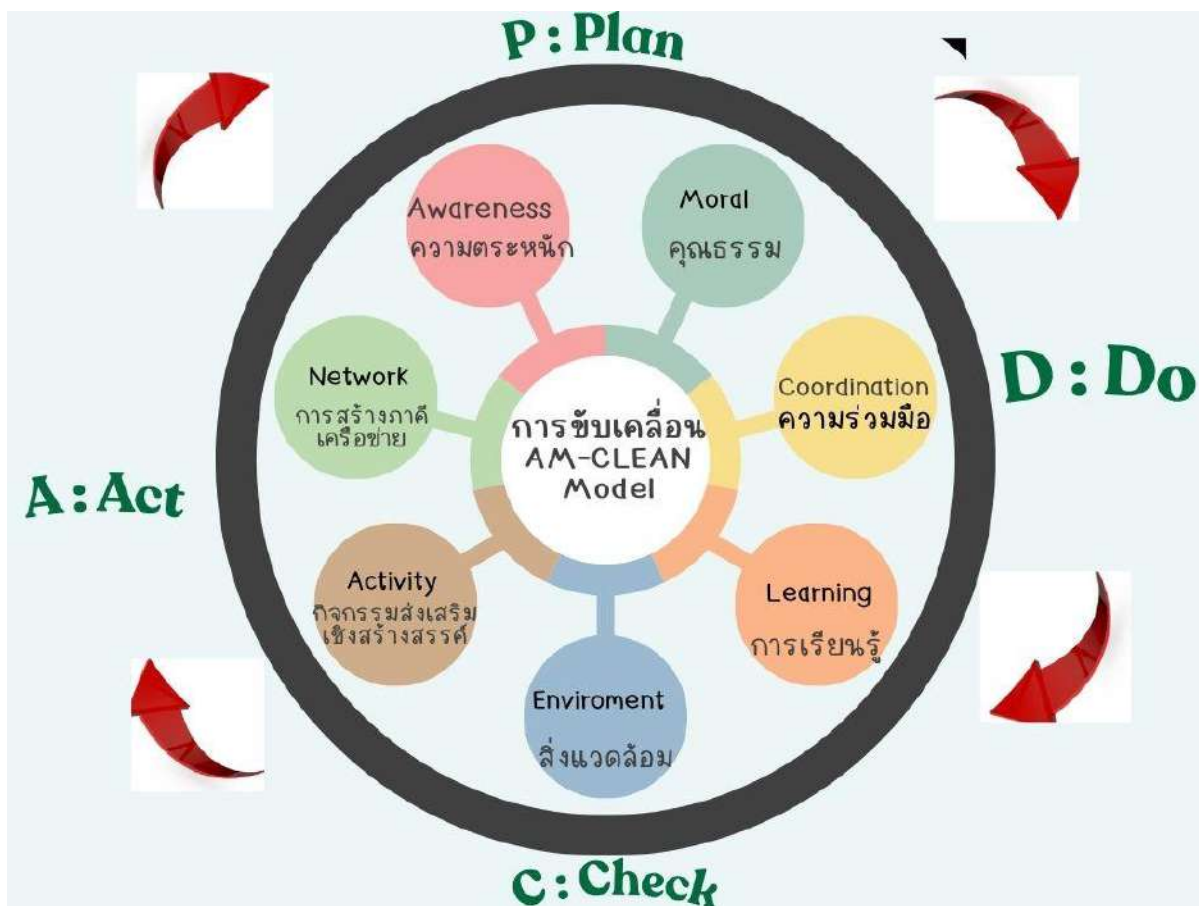 P : Plan
Awareness
ความตระหนัก
Moral
คุณธรรม
Network
การสร้างภาคี
เครือข่าย
Coordination
ความร่วมมือ
D : Do
การขับเคลื่อน
AM-CLEAN
Model
A : Act
Activity
กิจกรรมส่งเสริม
เชิงสร้างสรรค์
Learning
การเรียนรู้
Enviroment
สิ่งแวดล้อม
C : Check